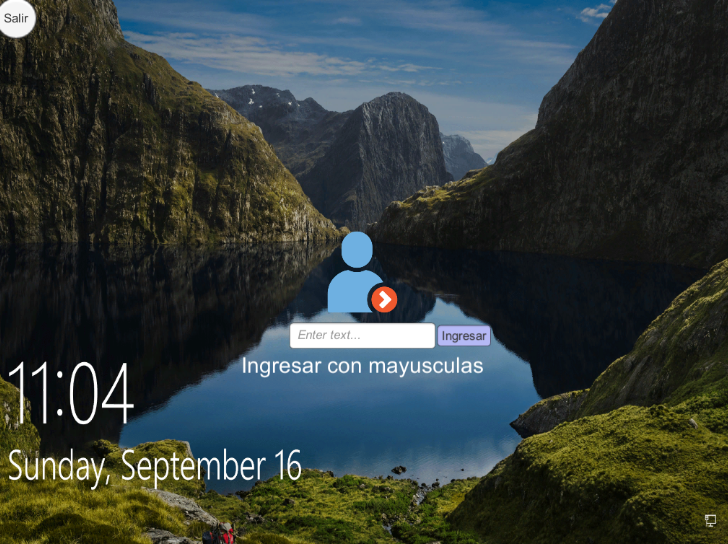 Salir
Enter text...
Ingresar
Ingresar con mayusculas
11:04
Sunday, September 16